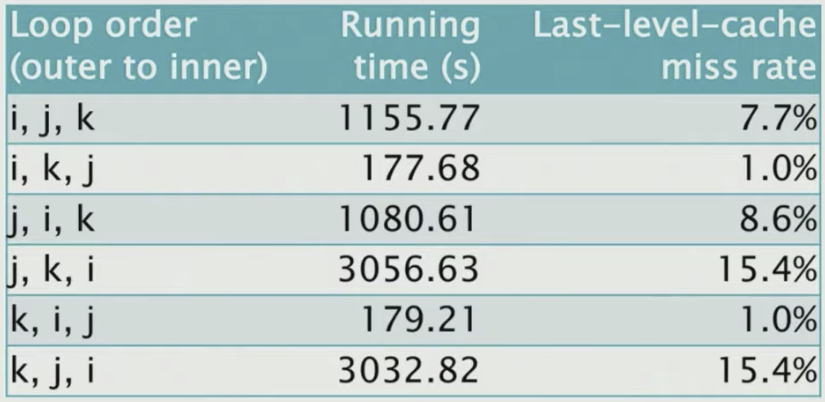 Loop order (outer to inner) Running time (s) Last-level-cache miss rate
i, j, k 1155.77 7.7%
i, k, j 177.68 1.0%
j, i, k 1080.61 8.6%
j, k, i 3056.63 15.4%
k, i, j 179.21 1.0%
k, j, i 3032.82 15.4%